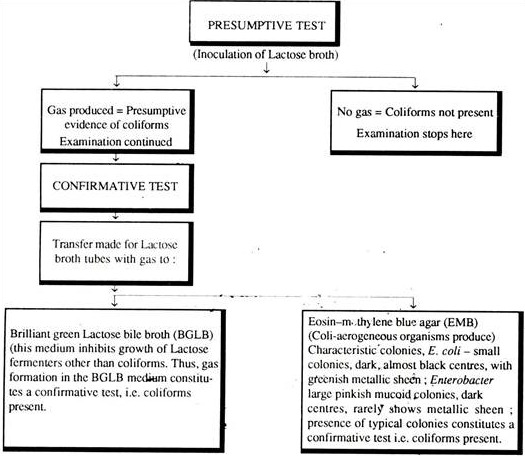 PRESUMPTIVE TEST
(Inoculation of Lactose broth)
Gas produced = Presumptive
evidence of coliforms
Examination continued
No gas = Coliforms not present
Examination stops here
CONFIRMATIVE TEST
Transfer made for Lactose
broth tubes with gas to :
Brilliant green Lactose bile broth (BGLB)
(this medium inhibits growth of Lactose
fermenters other than coliforms. Thus, gas
formation in the BGLB medium constitu-
tes a confirmative test, i.e. coliforms
present.
Eosin–m..thylene blue agar (EMB)
(Coli-aerogeneous organisms produce)
Characteristic colonies, E. coli – small
colonies, dark, almost black centres, with
greenish metallic sheen ; Enterobacter
large pinkish mucoid colonies, dark
centres, rarely shows metallic sheen ;
presence of typical colonies constitutes a
confirmative test i.e. coliforms present.